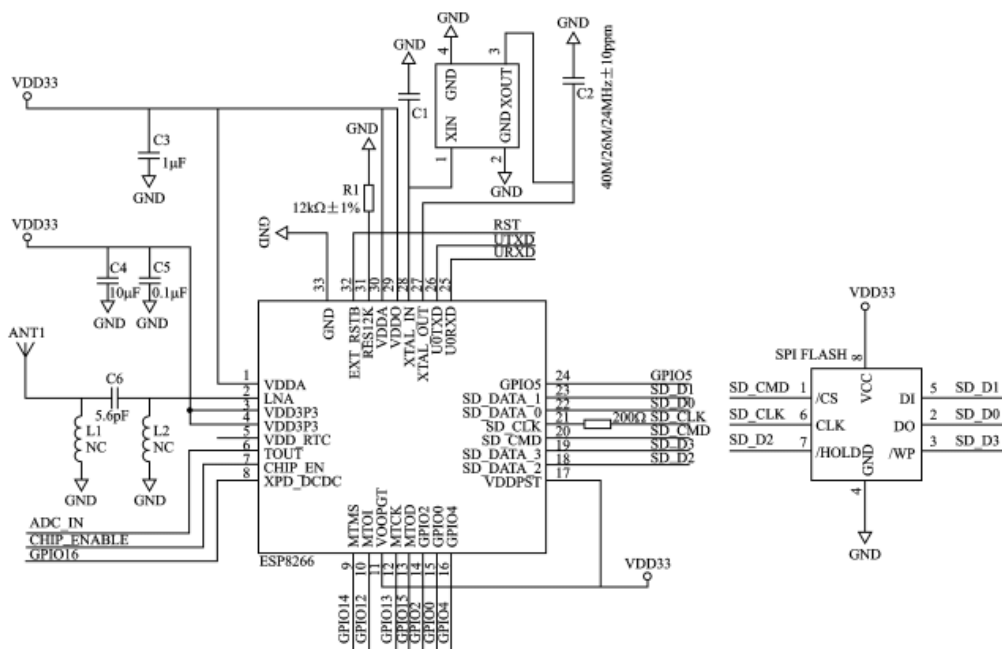 GND
GND
GND
4
3
GND
XOUT
C1
C2
XIN
GND
1
2
GND
40M/26M/24MHz±10ppm
VDD33
C3
1μF
GND
GND
R1
12kΩ±1%
GND
RST
UTXD
URXD
VDD33
C4
10μF
GND
C5
0.1μF
GND
33
32
31
30
29
28
27
26
25
GND
EXT_RSTB
RES12K
VDDA
VDDO
XTAL_IN
XTAL_OUT
U0TXD
U0RXD
ANT1
C6
5.6pF
L1
NC
L2
NC
GND
GND
1
2
3
4
5
6
7
8
VDDA
LNA
VDD3P3
VDD3P3
VDD_RTC
TOUT
CHIP_EN
XPD_DCDC
ADC_IN
CHIP_ENABLE
GPIO16
GPIO5
SD_DATA_1
SD_DATA_0
SD_CLK
SD_CMD
SD_DATA_3
SD_DATA_2
VDDPST
24
23
22
21
20
19
18
17
GPIO5
SD_D1
SD_D0
200Ω
SD_CLK
SD_CMD
SD_D3
SD_D2
MTMS
MTOI
VOOPGT
MTCK
MTOD
GPIO2
GPIO0
GPIO4
ESP8266
9
10
11
12
13
14
15
16
GPIO14
GPIO12
GPIO13
GPIO15
GPIO2
GPIO0
GPIO4
VDD33
VDD33
SPI FLASH
8
VCC
SD_CMD
1
/CS
DI
5
SD_D1
SD_CLK
6
CLK
DO
2
SD_D0
SD_D2
7
/HOLD
GND
/WP
3
SD_D3
4
GND